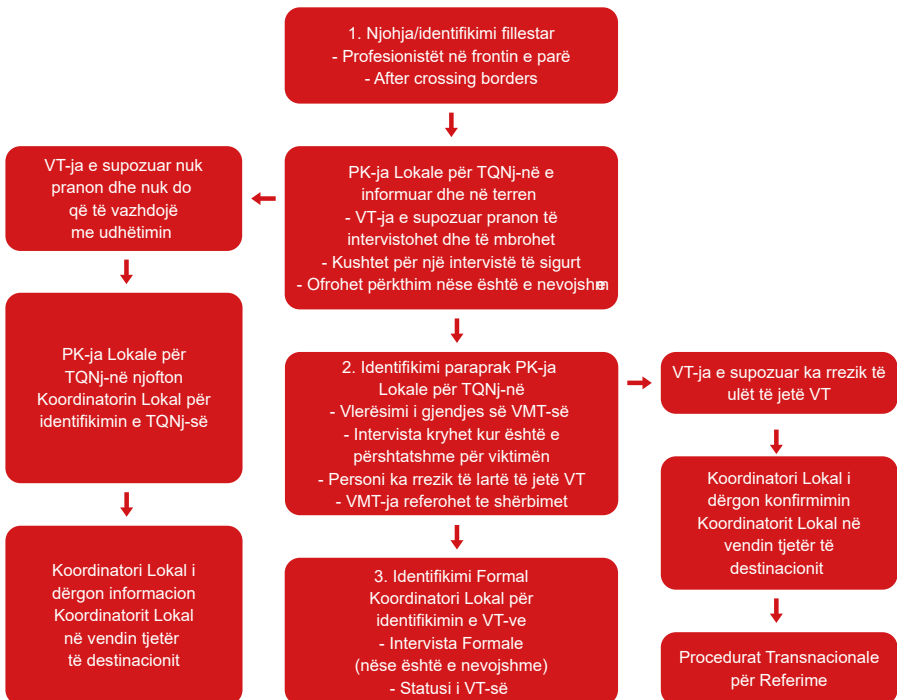 1. Njohja/identifikimi fillestar
- Profesionistët në frontin e parë
- After crossing borders
VT-ja e supozuar nuk
pranon dhe nuk do
që të vazhdojë
me udhëtimin
PK-ja Lokale për TQNj-në e
informuar dhe në terren
- VT-ja e supozuar pranon të
intervistohet dhe të mbrohet
- Kushtet për një intervistë të sigurt
- Ofrohet përkthim nëse është e nevojshme
PK-ja Lokale për
TQNj-në njofton
Koordinatorin Lokal për
identifikimin e TQNj-së
2. Identifikimi paraprak PK-ja
Lokale për TQNj-në
- Vlerësimi i gjendjes së VMT-së
- Intervista kryhet kur është e
përshtatshme për viktimën
- Personi ka rrezik të lartë të jetë VT
- VMT-ja referohet te shërbimet
VT-ja e supozuar ka rrezik të
ulët të jetë VT
Koordinatori Lokal i
dërgon konfirmimin
Koordinatorit Lokal në
vendin tjetër të
destinacionit
Koordinatori Lokal i
dërgon informacion
Koordinatorit Lokal
në vendin tjetër
të destinacionit
3. Identifikimi Formal
Koordinatori Lokal për
identifikimin e VT-ve
- Intervista Formale
(nëse është e nevojshme)
- Statusi i VT-së
Procedurat Transnacionale
për Referime